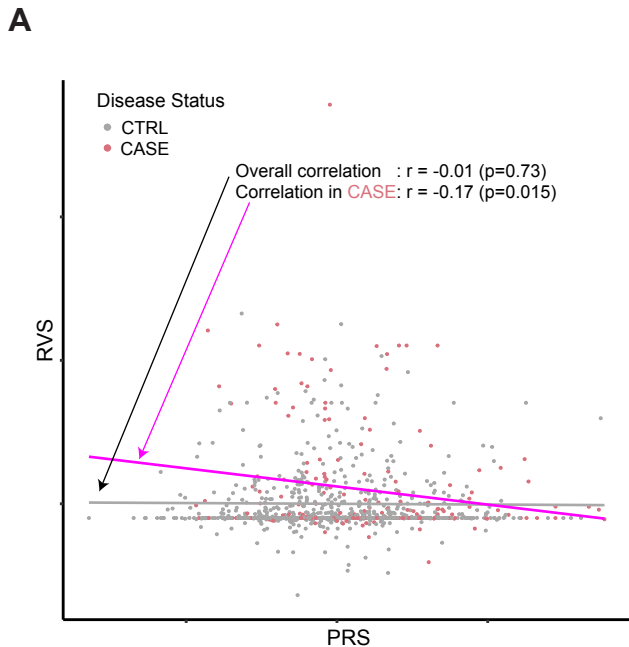 A
Disease Status
CTRL
CASE
Overall correlation : r = -0.01 (p=0.73)
Correlation in CASE: r = -0.17 (p=0.015)
RVS
PRS